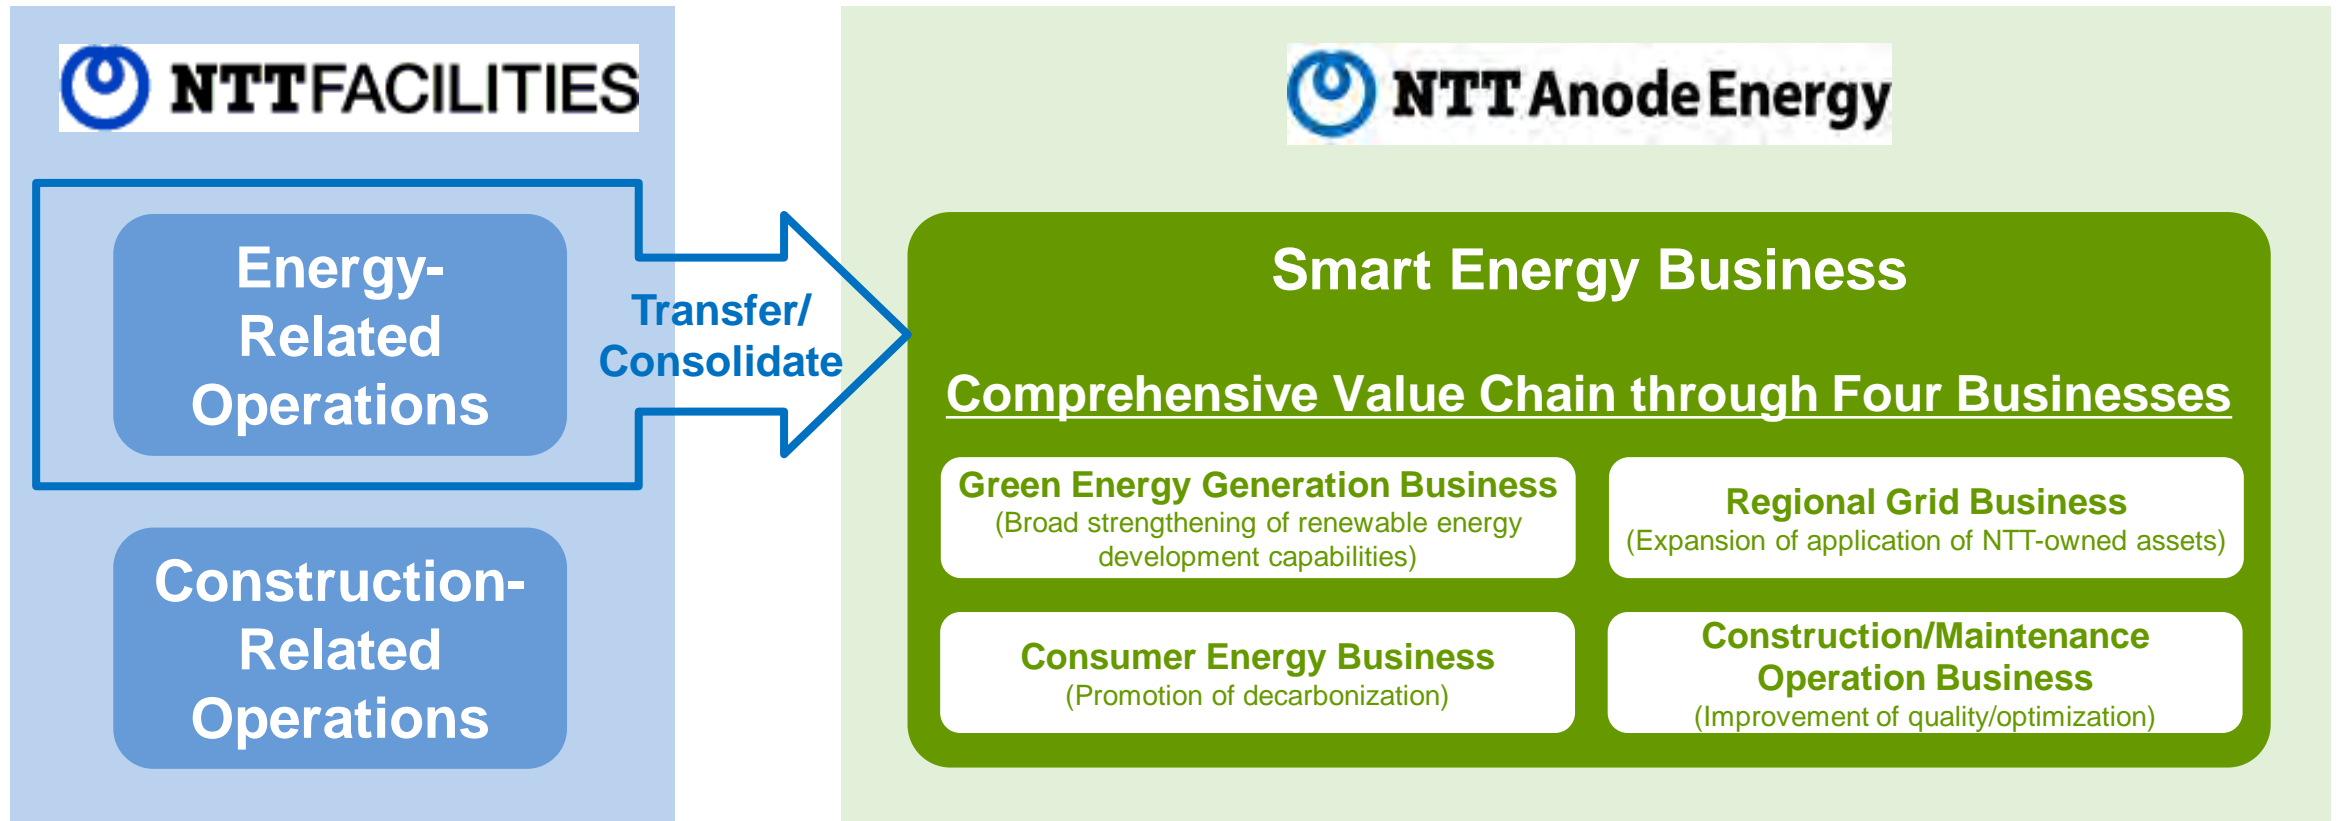 NTT FACILITIES
Energy-
Related
Operations
Construction-
Related
Operations
Transfer/
Consolidate
NTT Anode Energy
Smart Energy Business
Comprehensive Value Chain through Four Businesses
Green Energy Generation Business
(Broad strengthening of renewable energy
development capabilities)
Regional Grid Business
(Expansion of application of NTT-owned assets)
Consumer Energy Business
(Promotion of decarbonization)
Construction/Maintenance
Operation Business
(Improvement of quality/optimization)